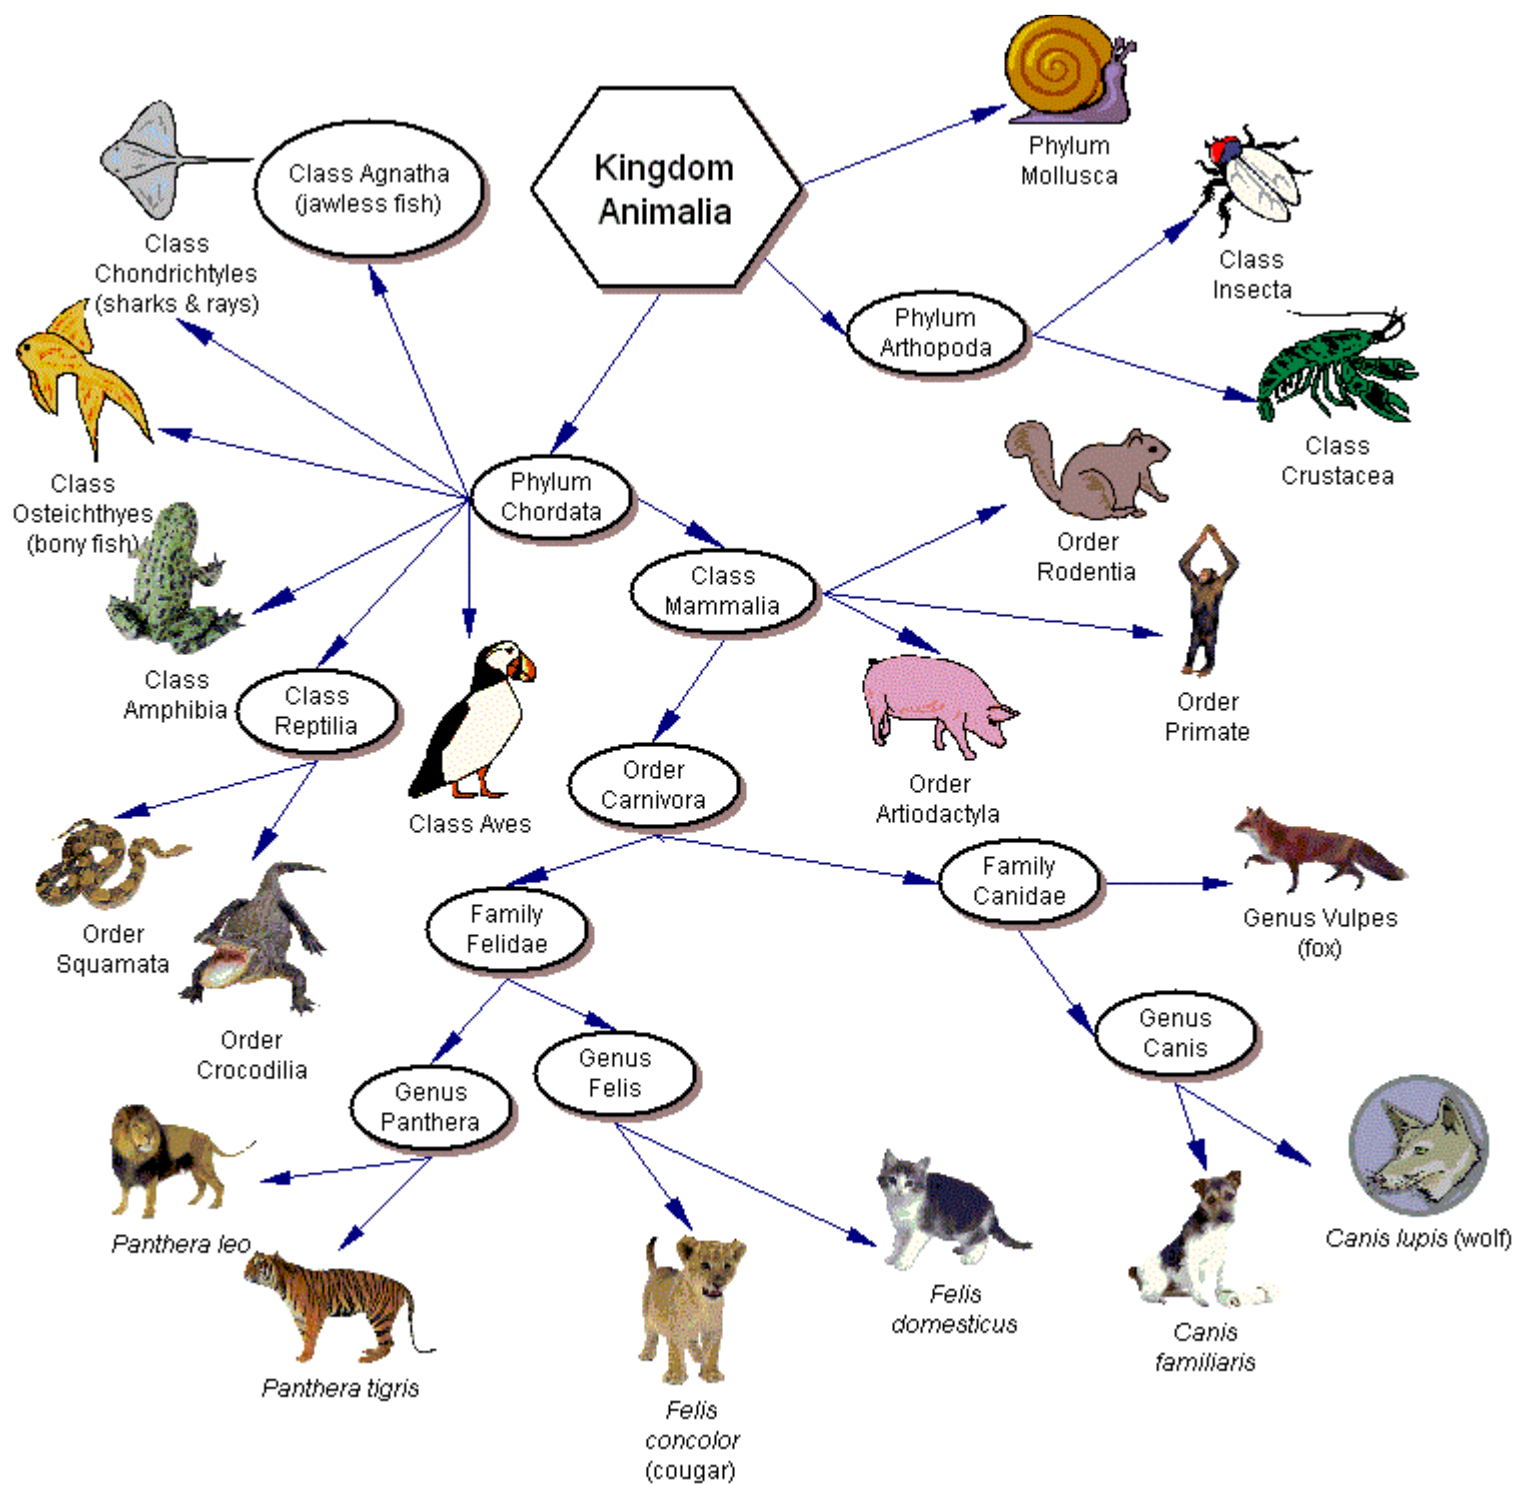 Kingdom
Animalia
Phylum
Mollusca
Class
Insecta
Phylum
Arthopoda
Class
Crustacea
Class Agnatha
(jawless fish)
Class
Chondrichtyles
(sharks & rays)
Class
Osteichthyes
(bony fish)
Phylum
Chordata
Class
Mammalia
Order
Rodentia
Order
Primate
Order
Artiodactyla
Class
Amphibia
Class
Reptilia
Class Aves
Order
Carnivora
Order
Squamata
Order
Crocodilia
Family
Felidae
Family
Canidae
Genus Vulpes
(fox)
Genus
Canis
Genus
Panthera
Genus
Felis
Panthera leo
Panthera tigris
Felis
concolor
(cougar)
Felis
domesticus
Canis
familiaris
Canis lupis (wolf)